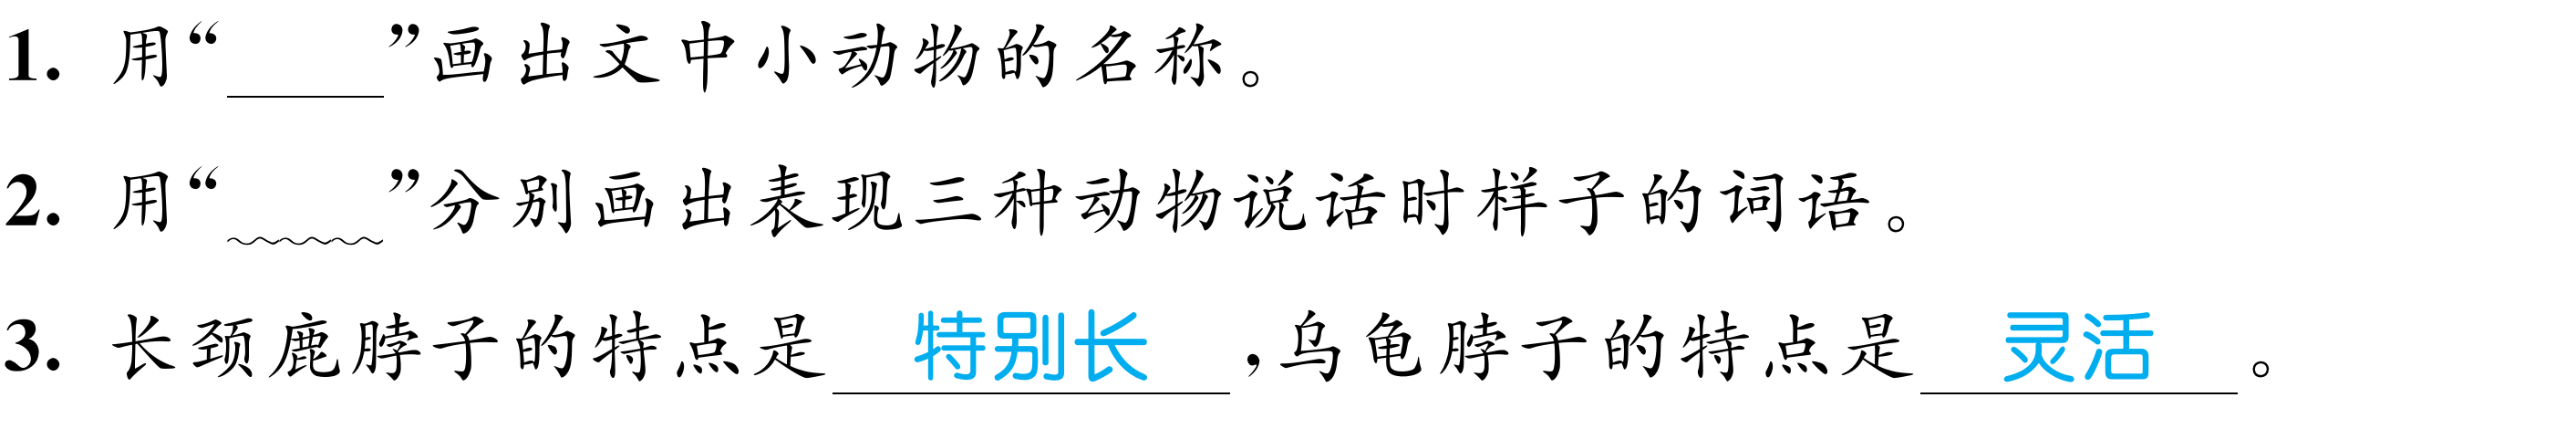 1. 用“______”画出文中小动物的名称。
2. 用“﹏﹏﹏”分别画出表现三种动物说话时样子的词语。
3. 长颈鹿脖子的特点是 特别长 ，乌龟脖子的特点是 灵活 。